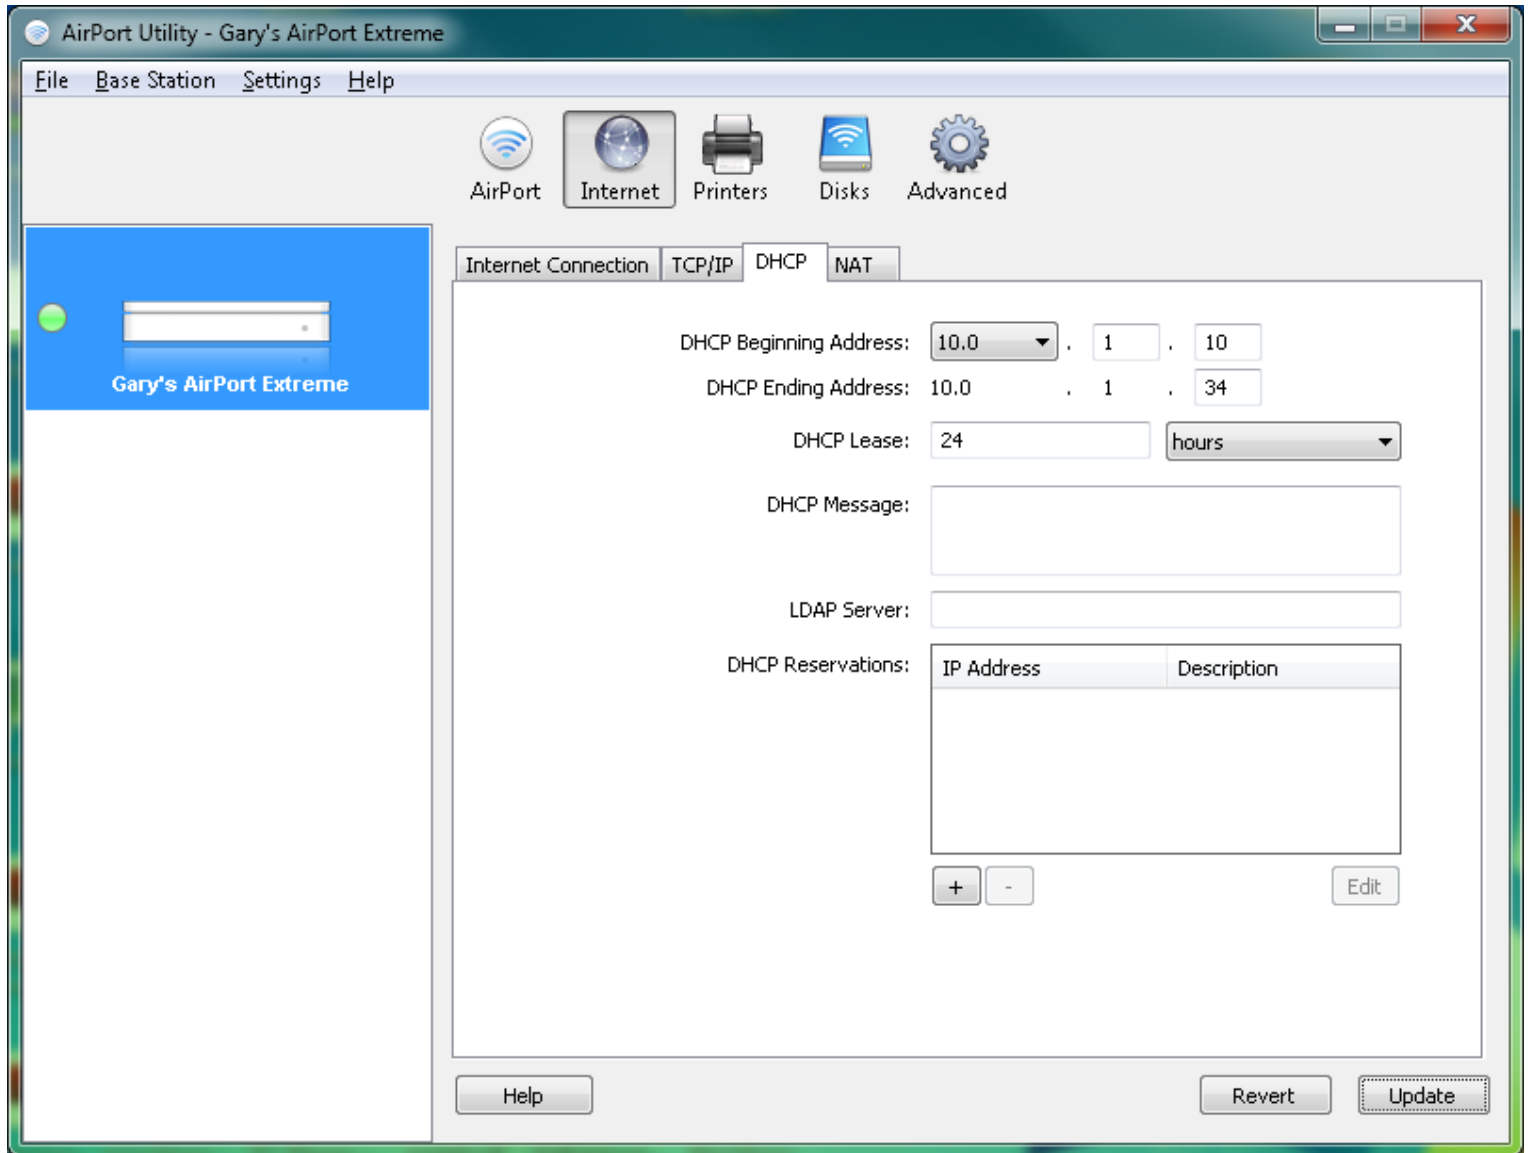 AirPort Utility - Gary's AirPort Extreme
File Base Station Settings Help
AirPort Internet Printers Disks Advanced
Gary's AirPort Extreme
Internet Connection TCP/IP DHCP NAT
DHCP Beginning Address: 10.0 . 1 . 10
DHCP Ending Address: 10.0 . 1 . 34
DHCP Lease: 24 hours
DHCP Message:
LDAP Server:
DHCP Reservations: IP Address Description
+ - Edit
Help Revert Update